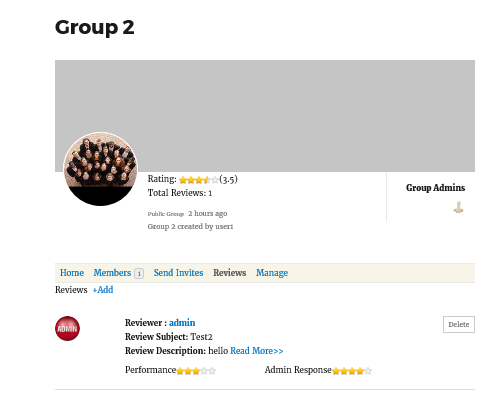 Group 2
Rating: (3.5)
Total Reviews: 1
Public Group 2 hours ago
Group 2 created by user1
Group Admins
Home Members 1 Send Invites Reviews Manage
Reviews +Add
ADMIN
Reviewer : admin
Review Subject: Test2
Review Description: hello Read More>>
Performance
Admin Response
Delete